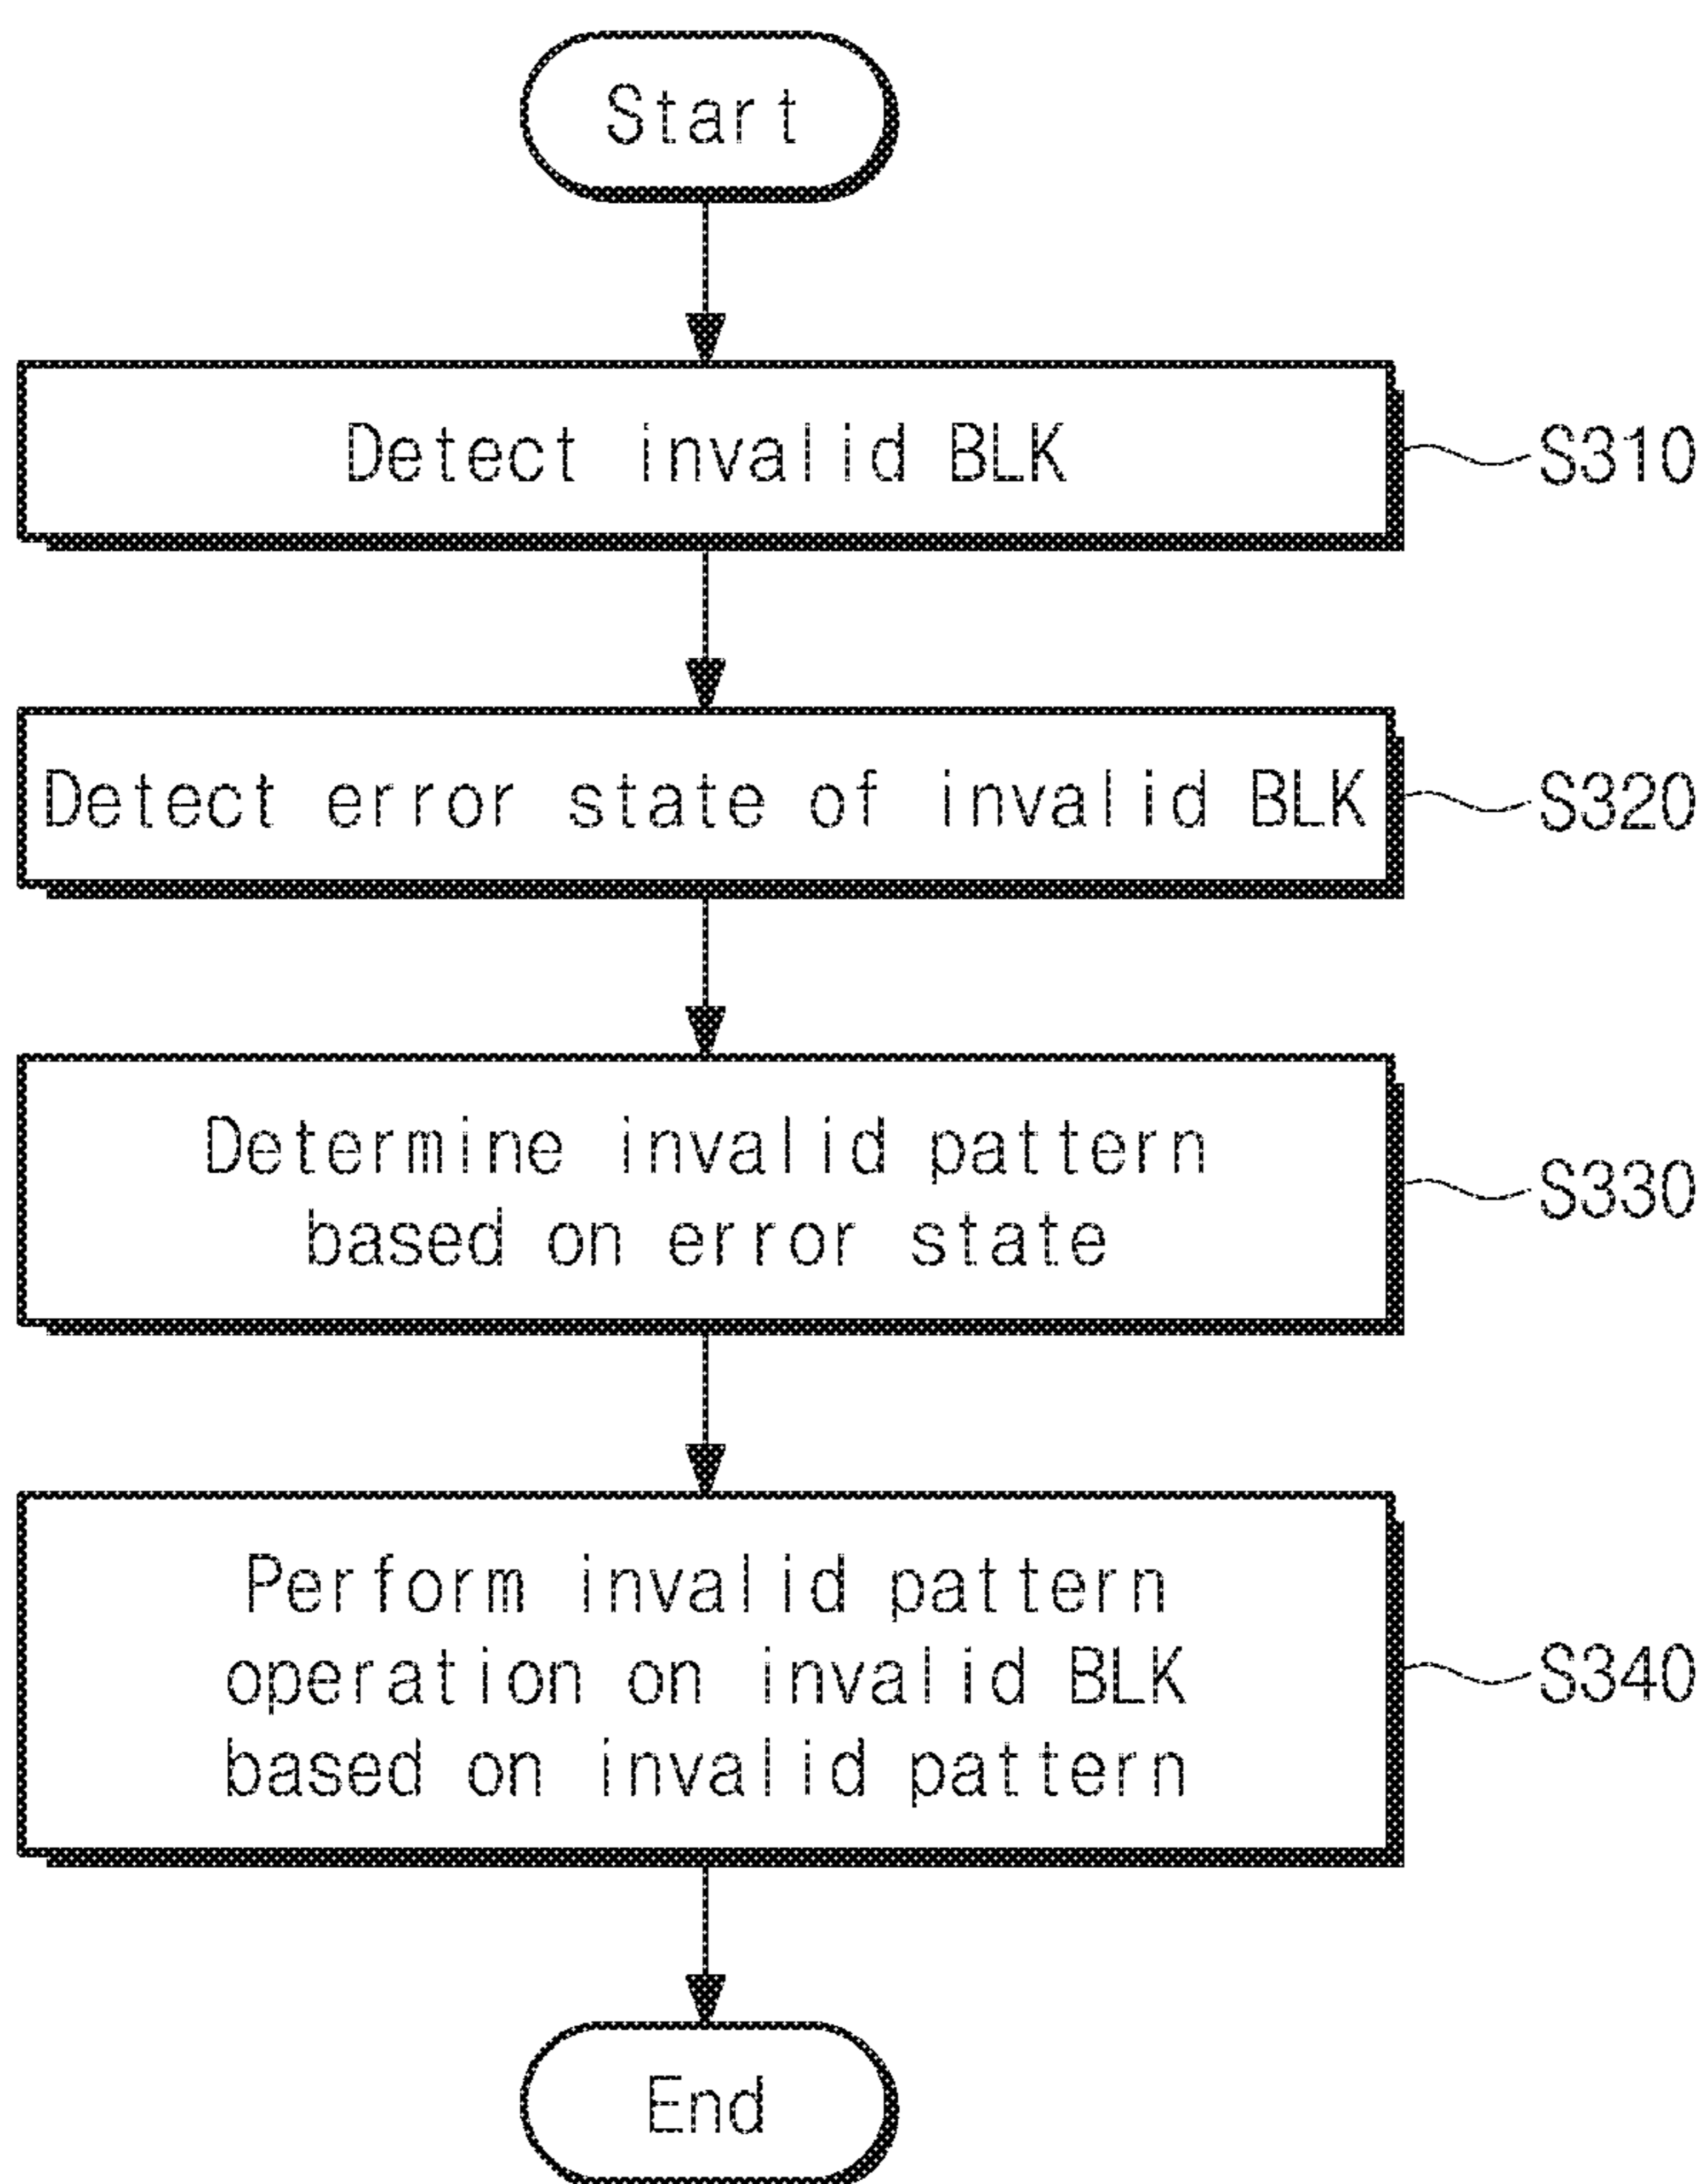 Start
Detect invalid BLK
S310
Detect error state of invalid BLK
S320
Determine invalid pattern
based on error state
S330
Perform invalid pattern
operation on invalid BLK
based on invalid pattern
S340
End